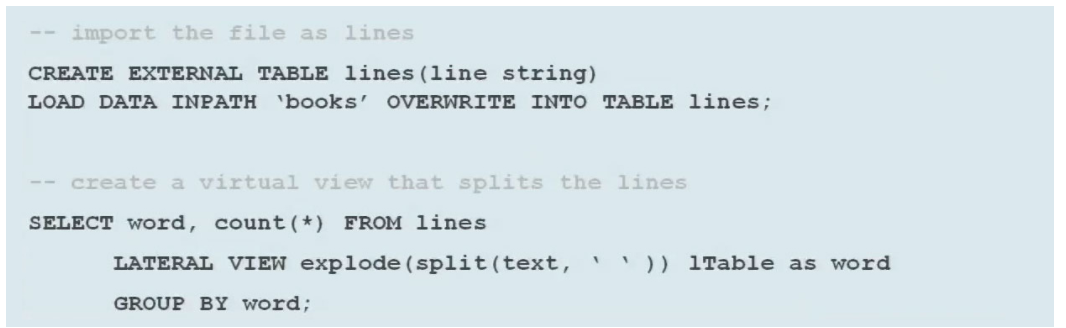 -- import the file as lines
CREATE EXTERNAL TABLE lines(line string)
LOAD DATA INPATH ‘books’ OVERWRITE INTO TABLE lines;
-- create a virtual view that splits the lines
SELECT word, count(*) FROM lines
LATERAL VIEW explode(split(text, ‘ ‘ )) lTable as word
GROUP BY word;